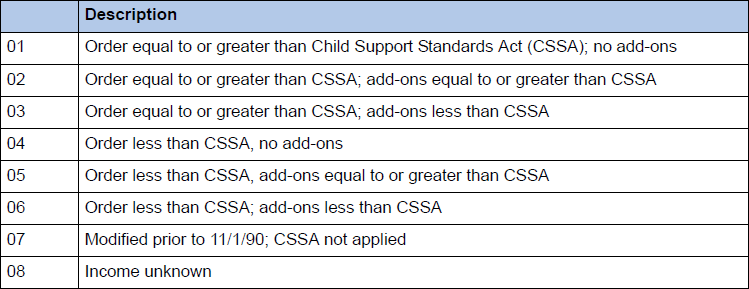 Description
01 Order equal to or greater than Child Support Standards Act (CSSA); no add-ons
02 Order equal to or greater than CSSA; add-ons equal to or greater than CSSA
03 Order equal to or greater than CSSA; add-ons less than CSSA
04 Order less than CSSA, no add-ons
05 Order less than CSSA, add-ons equal to or greater than CSSA
06 Order less than CSSA; add-ons less than CSSA
07 Modified prior to 11/1/90; CSSA not applied
08 Income unknown